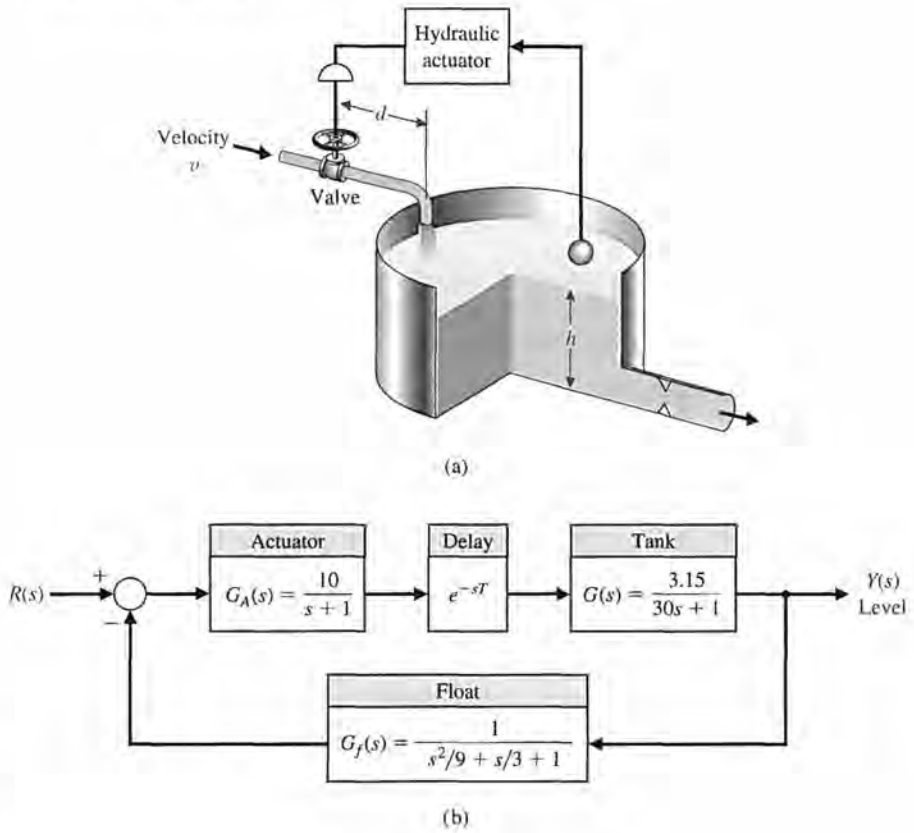 Hydraulic
actuator
d
Velocity
v
Valve
h
(a)
Actuator
Delay
Tank
R(s)
+
−
G_A(s) = 10 / (s + 1)
e^{−sT}
G(s) = 3.15 / (30s + 1)
Y(s)
Level
Float
G_f(s) = 1 / (s²/9 + s/3 + 1)
(b)